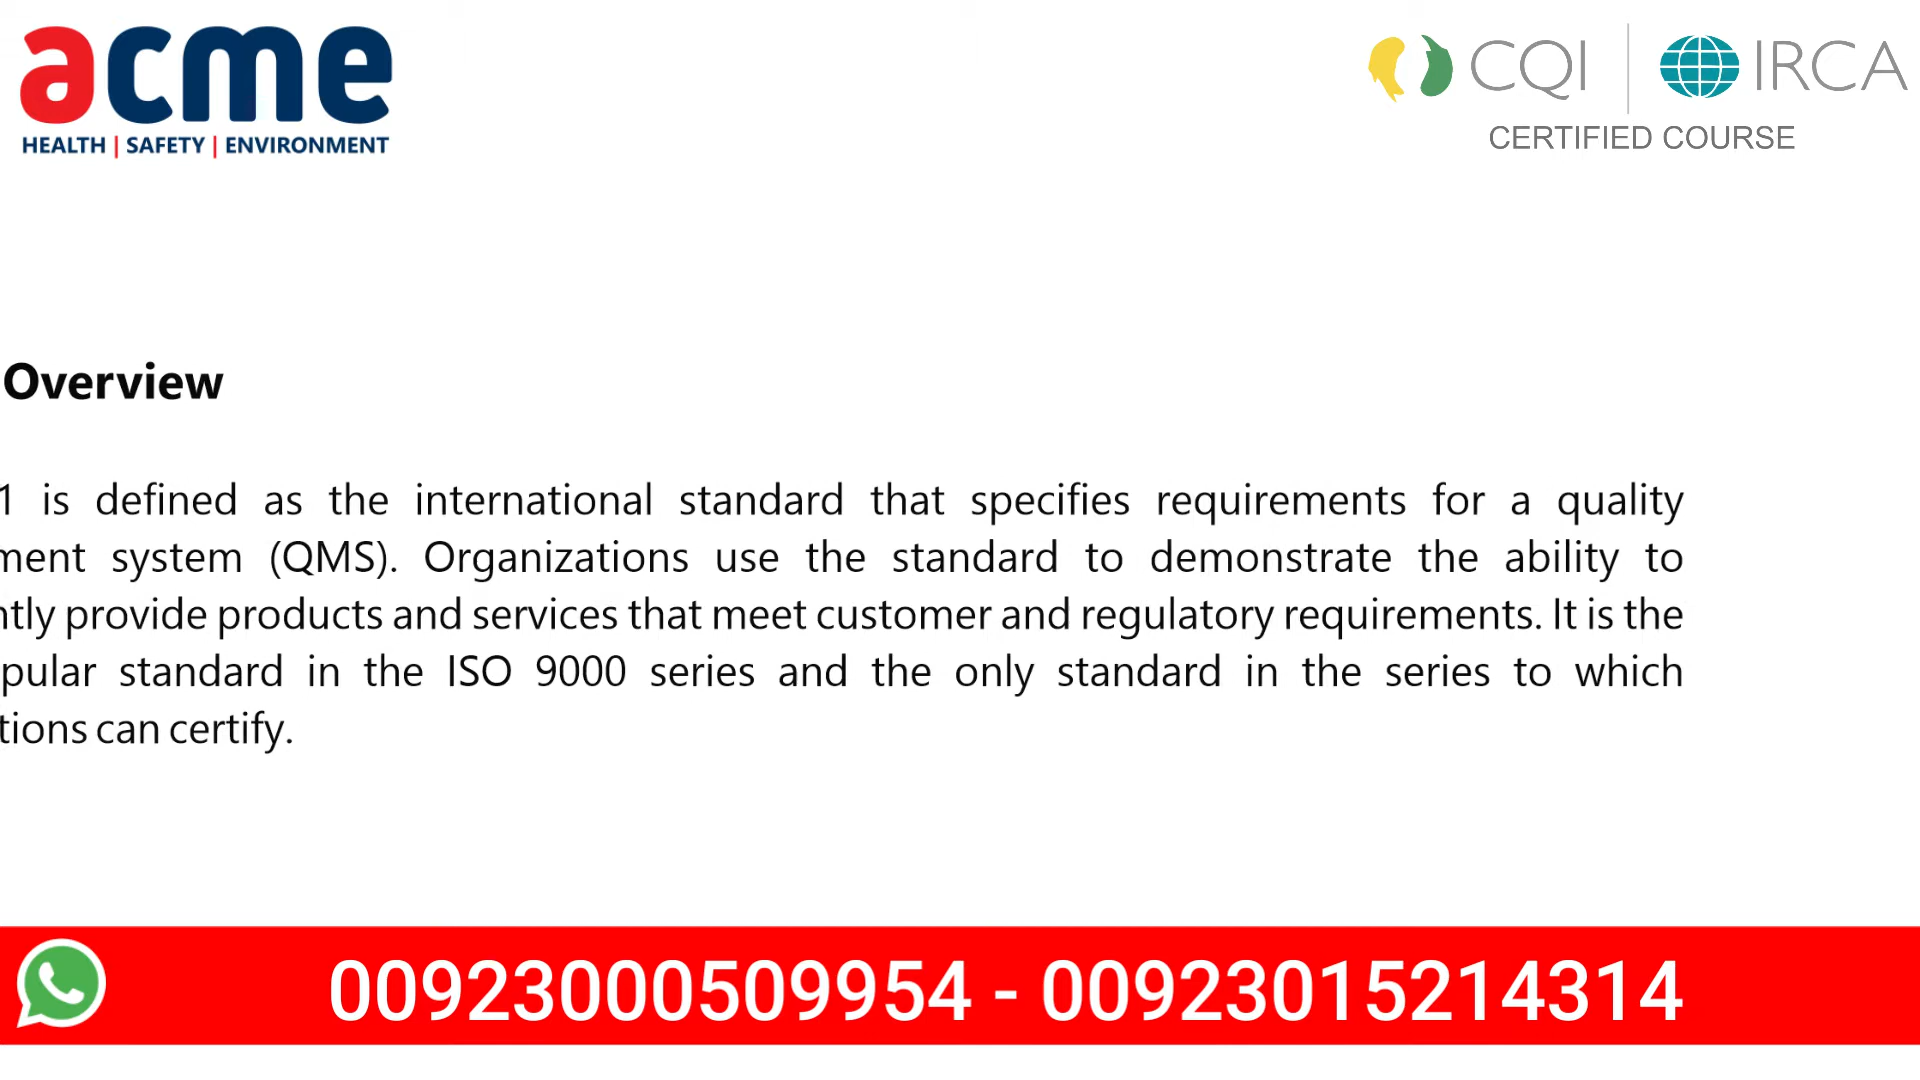 acme
HEALTH | SAFETY | ENVIRONMENT
CQI | IRCA
CERTIFIED COURSE
Overview
1 is defined as the international standard that specifies requirements for a quality
ment system (QMS). Organizations use the standard to demonstrate the ability to
ntly provide products and services that meet customer and regulatory requirements. It is the
pular standard in the ISO 9000 series and the only standard in the series to which
tions can certify.
00923000509954 - 00923015214314